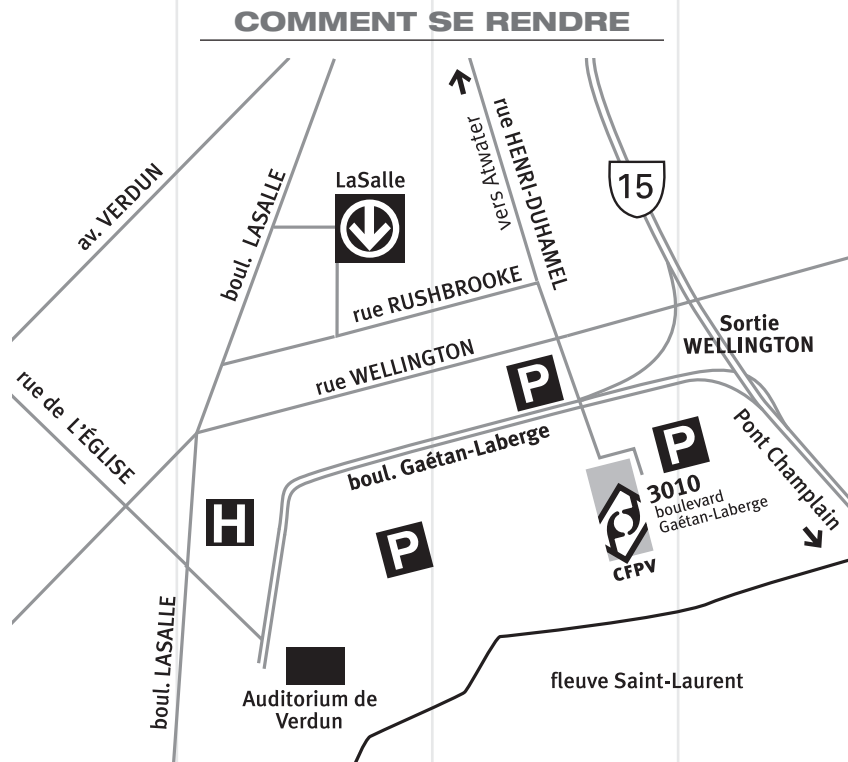 COMMENT SE RENDRE
av. VERDUN
boul. LASALLE
LaSalle
vers Atwater
rue HENRI-DUHAMEL
15
rue RUSHBROOKE
Sortie
WELLINGTON
rue WELLINGTON
P
rue de L'ÉGLISE
boul. Gaétan-Laberge
P
Pont Champlain
3010
boulevard
Gaétan-Laberge
H
P
CFPV
boul. LASALLE
Auditorium de
Verdun
fleuve Saint-Laurent